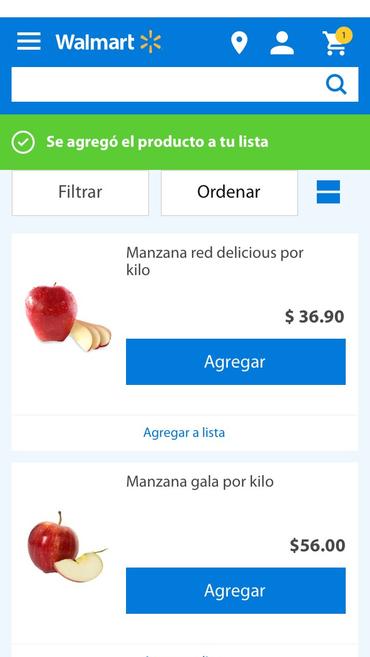 Walmart
1
Se agregó el producto a tu lista
Filtrar
Ordenar
Manzana red delicious por
kilo
$ 36.90
Agregar
Agregar a lista
Manzana gala por kilo
$56.00
Agregar